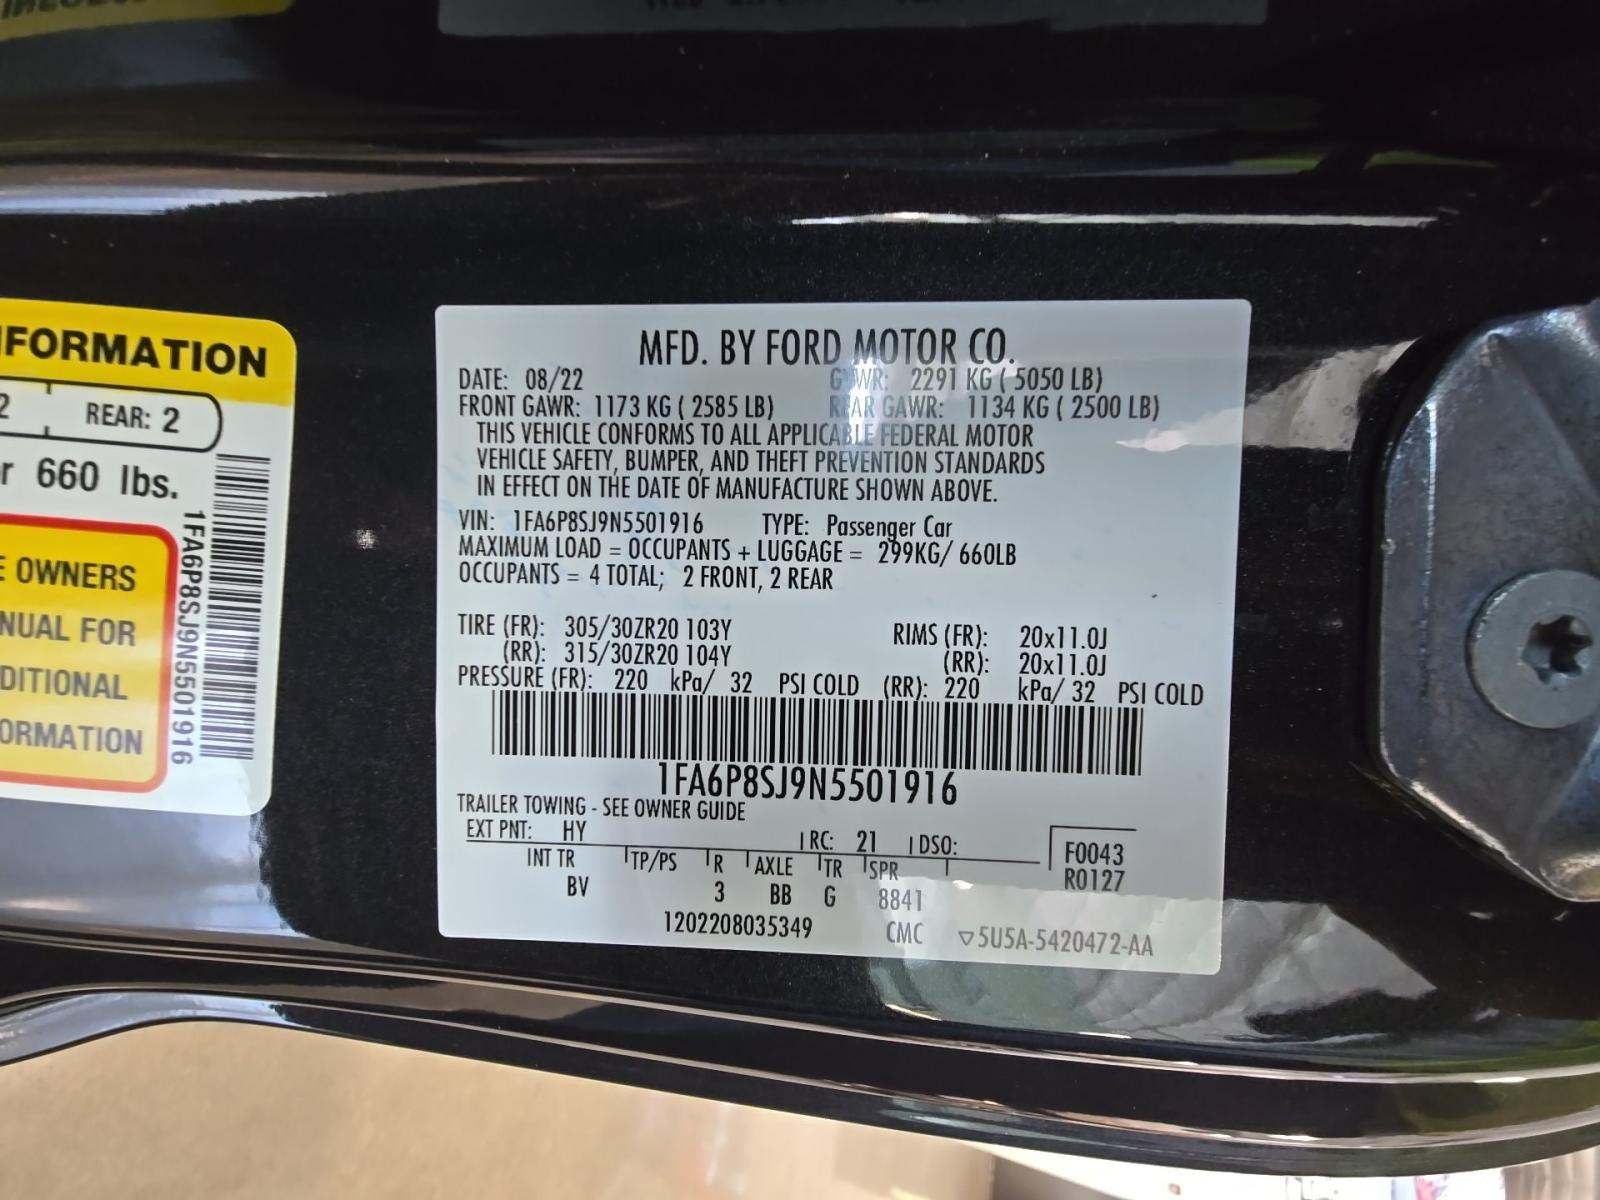 MFD. BY FORD MOTOR CO.
DATE: 08/22 GVWR: 2291 KG ( 5050 LB)
FRONT GAWR: 1173 KG ( 2585 LB) REAR GAWR: 1134 KG ( 2500 LB)
THIS VEHICLE CONFORMS TO ALL APPLICABLE FEDERAL MOTOR
VEHICLE SAFETY, BUMPER, AND THEFT PREVENTION STANDARDS
IN EFFECT ON THE DATE OF MANUFACTURE SHOWN ABOVE.
VIN: 1FA6P8SJ9N5501916 TYPE: Passenger Car
MAXIMUM LOAD = OCCUPANTS + LUGGAGE = 299KG/ 660LB
OCCUPANTS = 4 TOTAL; 2 FRONT, 2 REAR
TIRE (FR): 305/30ZR20 103Y RIMS (FR): 20x11.0J
(RR): 315/30ZR20 104Y (RR): 20x11.0J
PRESSURE (FR): 220 kPa/ 32 PSI COLD (RR): 220 kPa/ 32 PSI COLD
1FA6P8SJ9N5501916
TRAILER TOWING - SEE OWNER GUIDE
EXT PNT: HY RC: 21 DSO: F0043
INT TR TP/PS R AXLE TR SPR R0127
BV 3 BB G 8841
1202208035349 CMC ▽5U5A-5420472-AA
NFORMATION
2 REAR: 2
r 660 lbs.
E OWNERS
NUAL FOR
DITIONAL
ORMATION
1FA6P8SJ9N5501916